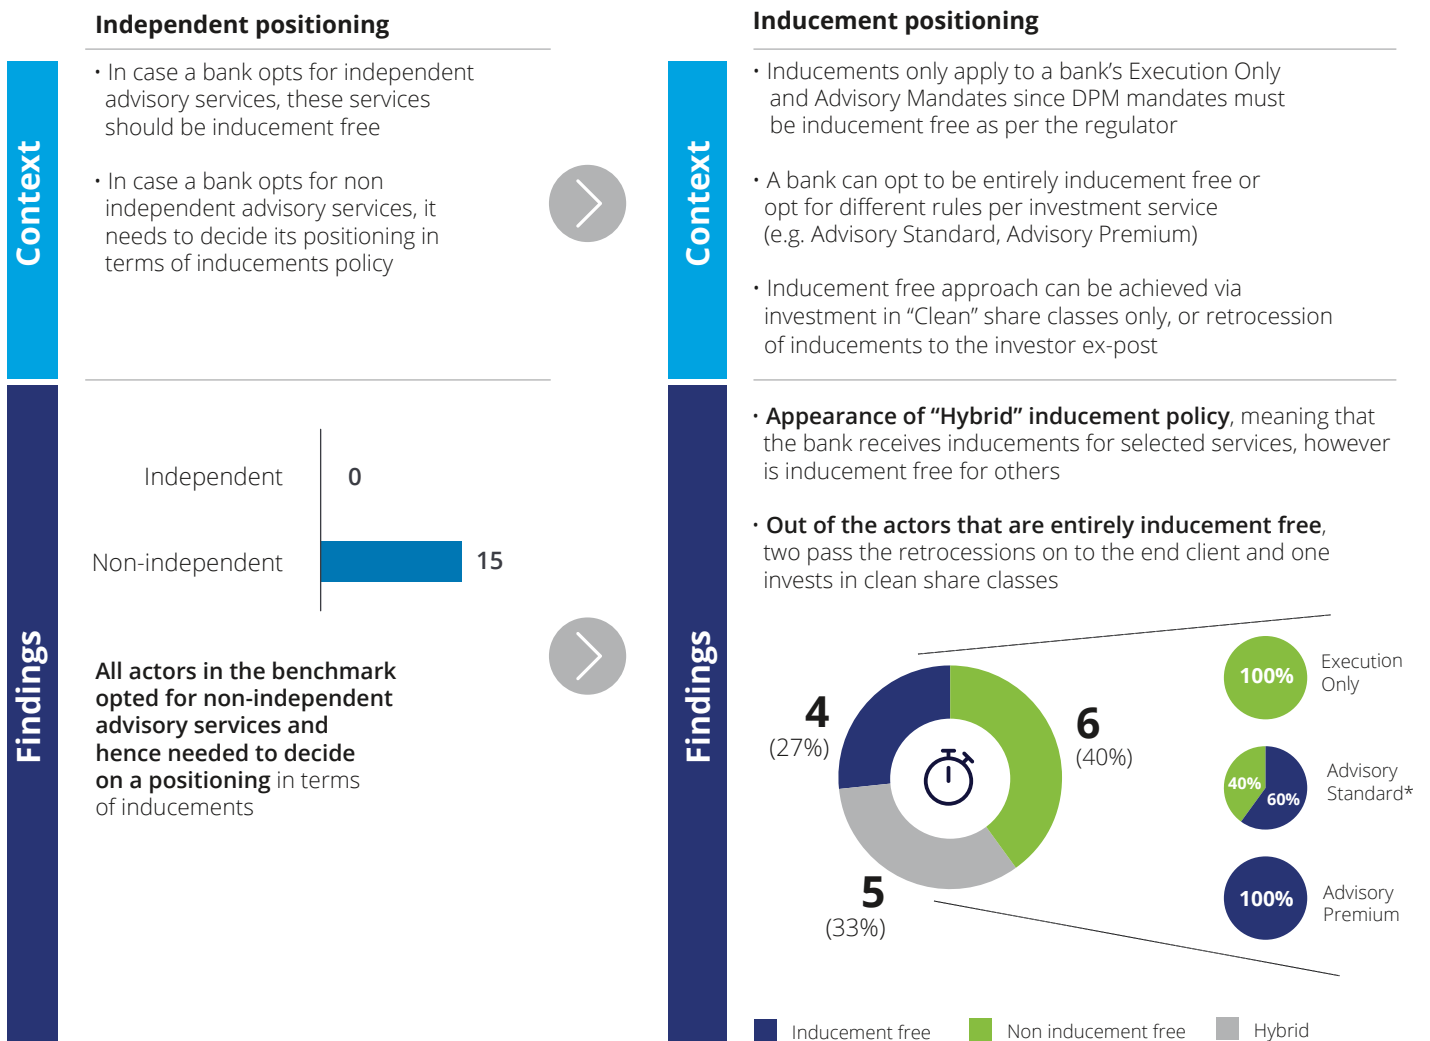 Independent positioning
Context
• In case a bank opts for independent
advisory services, these services
should be inducement free
• In case a bank opts for non
independent advisory services, it
needs to decide its positioning in
terms of inducements policy
Findings
Independent 0
Non-independent 15
All actors in the benchmark
opted for non-independent
advisory services and
hence needed to decide
on a positioning in terms
of inducements
Inducement positioning
Context
• Inducements only apply to a bank’s Execution Only
and Advisory Mandates since DPM mandates must
be inducement free as per the regulator
• A bank can opt to be entirely inducement free or
opt for different rules per investment service
(e.g. Advisory Standard, Advisory Premium)
• Inducement free approach can be achieved via
investment in “Clean” share classes only, or retrocession
of inducements to the investor ex-post
Findings
• Appearance of “Hybrid” inducement policy, meaning that
the bank receives inducements for selected services, however
is inducement free for others
• Out of the actors that are entirely inducement free,
two pass the retrocessions on to the end client and one
invests in clean share classes
4
(27%)
6
(40%)
5
(33%)
100%
Execution
Only
40%
60%
Advisory
Standard*
100%
Advisory
Premium
Inducement free
Non inducement free
Hybrid